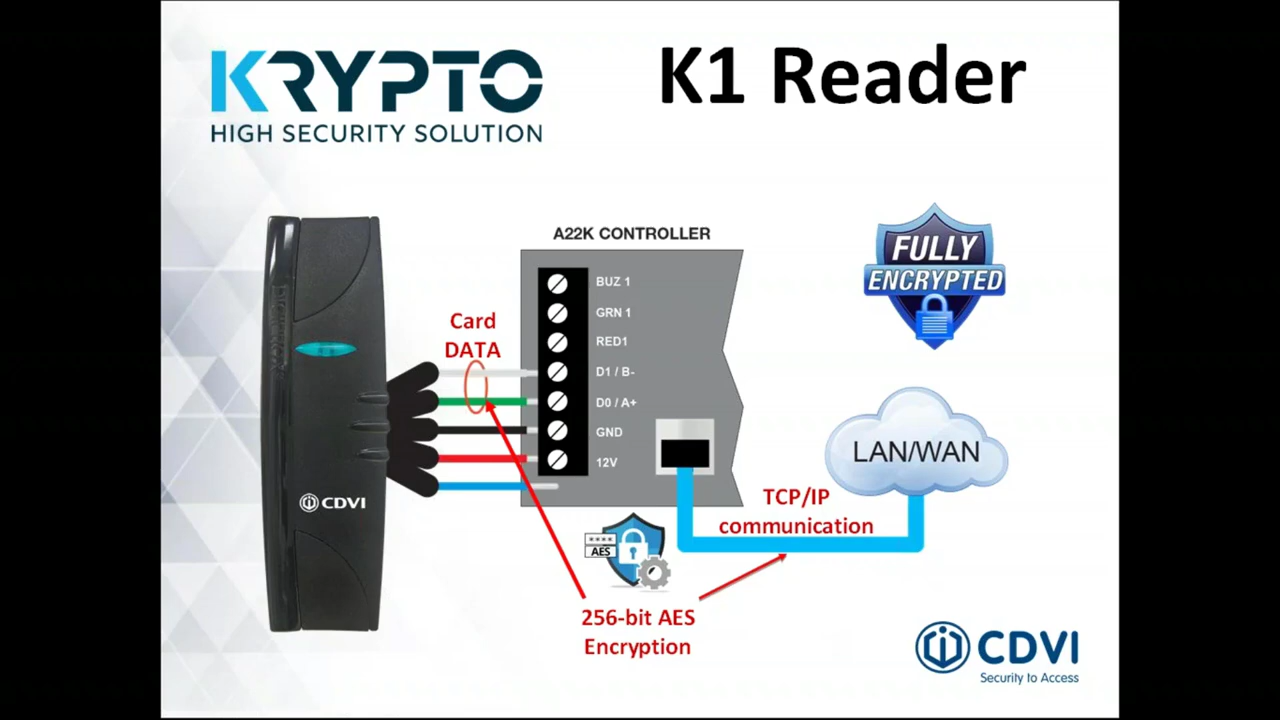 KRYPTO
HIGH SECURITY SOLUTION
K1 Reader
A22K CONTROLLER
BUZ 1
GRN 1
RED1
D1 / B-
D0 / A+
GND
12V
Card
DATA
CDVI
FULLY
ENCRYPTED
LAN/WAN
TCP/IP
communication
****
AES
256-bit AES
Encryption
CDVI
Security to Access